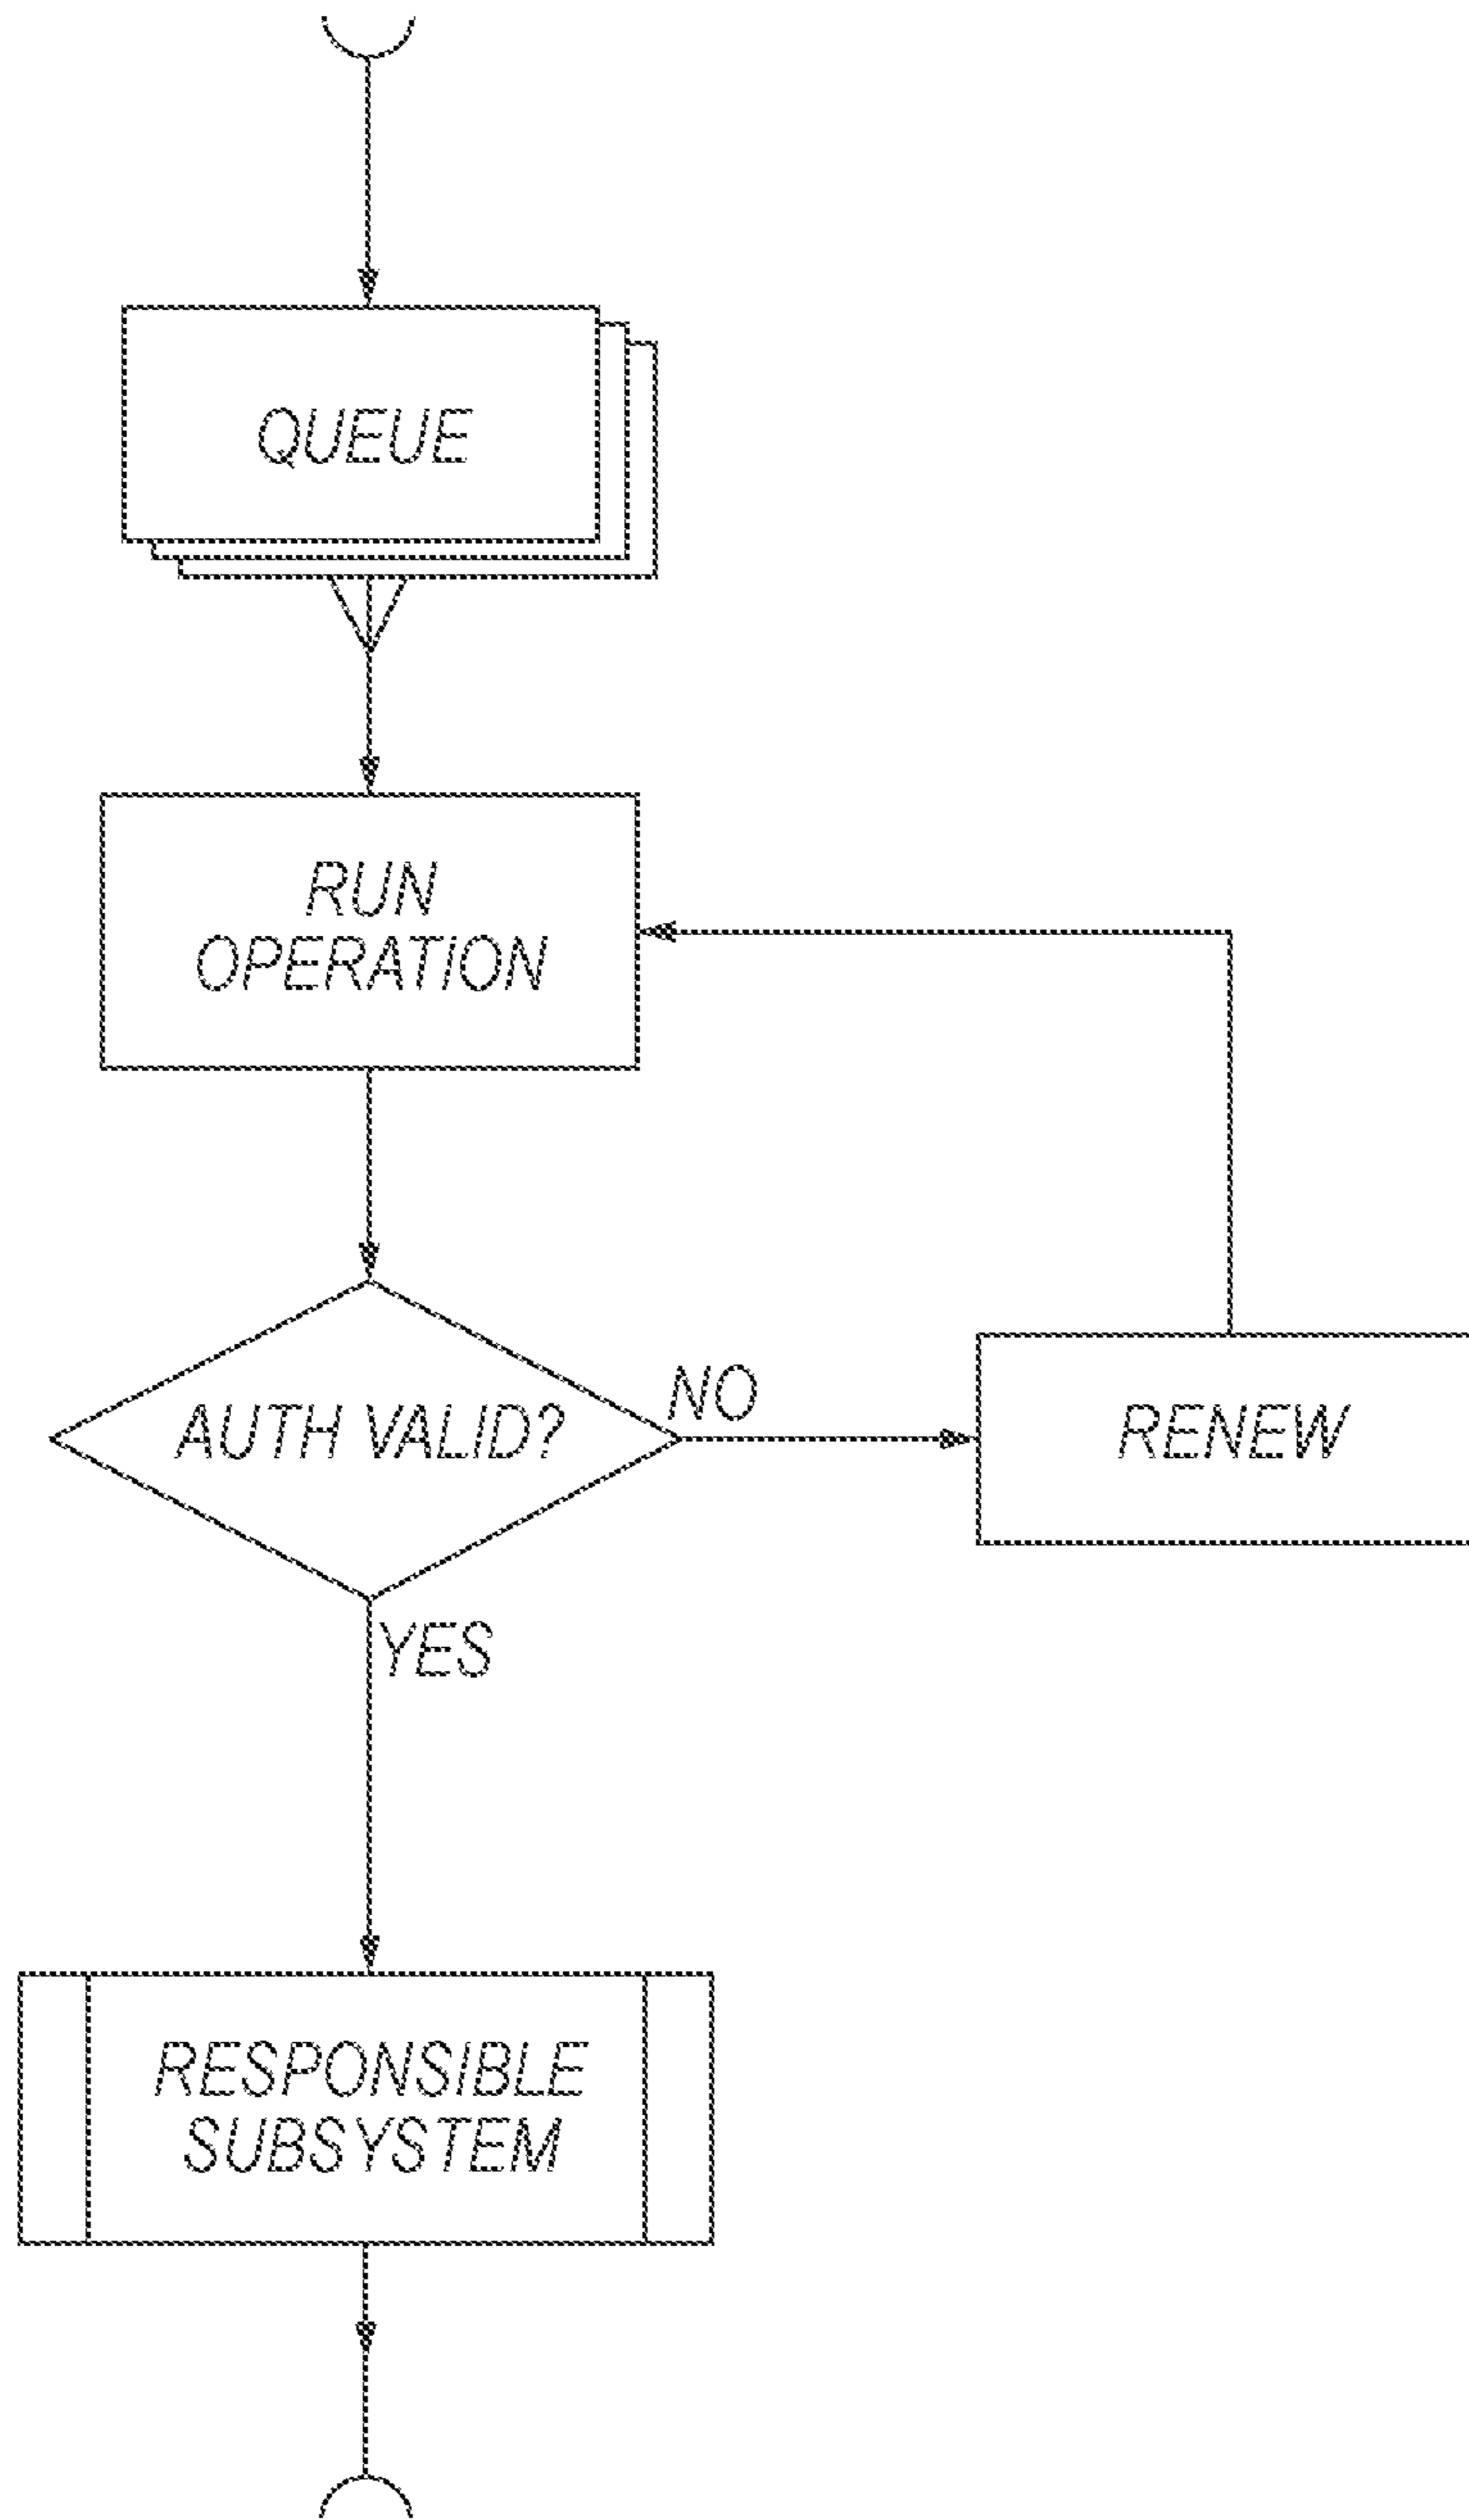 QUEUE
RUN
OPERATION
AUTH VALID?
NO
RENEW
YES
RESPONSIBLE
SUBSYSTEM